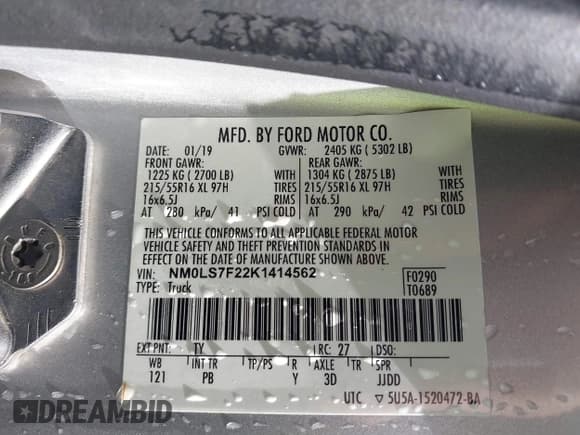 MFD. BY FORD MOTOR CO.
DATE: 01/19 GVWR: 2405 KG ( 5302 LB)
FRONT GAWR: REAR GAWR:
1225 KG ( 2700 LB) WITH 1304 KG ( 2875 LB) WITH
215/55R16 XL 97H TIRES 215/55R16 XL 97H TIRES
16x6.5J RIMS 16x6.5J RIMS
AT 280 kPa/ 41 PSI COLD AT 290 kPa/ 42 PSI COLD
THIS VEHICLE CONFORMS TO ALL APPLICABLE FEDERAL MOTOR
VEHICLE SAFETY AND THEFT PREVENTION STANDARDS IN EFFECT ON
THE DATE OF MANUFACTURE SHOWN ABOVE.
VIN: NM0LS7F22K1414562 F0290
TYPE: Truck T0689
EXT PNT: TY RC: 27 DSO:
WB INT TR TP/PS R AXLE TR SPR
121 PB Y 3D JJDD
UTC 5U5A-1520472-BA
DREAMBID